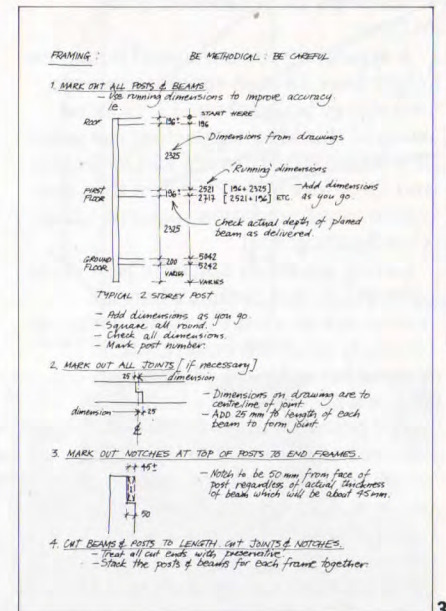 FRAMING : BE METHODICAL : BE CAREFUL
1. MARK OUT ALL POSTS & BEAMS
- Use running dimensions to improve accuracy
ie.
START HERE
ROOF 196± 196
Dimensions from drawings
2325
'Running' dimensions
FIRST FLOOR 196± 2521 [196+2325] - Add dimensions
2717 [2521+196] ETC. as you go.
2325
Check actual depth of planed
beam as delivered.
GROUND FLOOR 200 5042
5242
VARIES VARIES
TYPICAL 2 STOREY POST
- Add dimensions as you go.
- Square all round.
- Check all dimensions.
- Mark post number.
2. MARK OUT ALL JOINTS [if necessary]
25 dimension
- Dimensions on drawing are to
centreline of joint.
dimension 25
- ADD 25 mm to length of each
beam to form joint.
3. MARK OUT NOTCHES AT TOP OF POSTS TO END FRAMES.
45±
- Notch to be 50 mm from face of
post regardless of actual thickness
of beam which will be about 45mm.
50
4. CUT BEAMS & POSTS TO LENGTH. CUT JOINTS & NOTCHES.
- Treat all cut ends with preservative.
- Stack the posts & beams for each frame together.